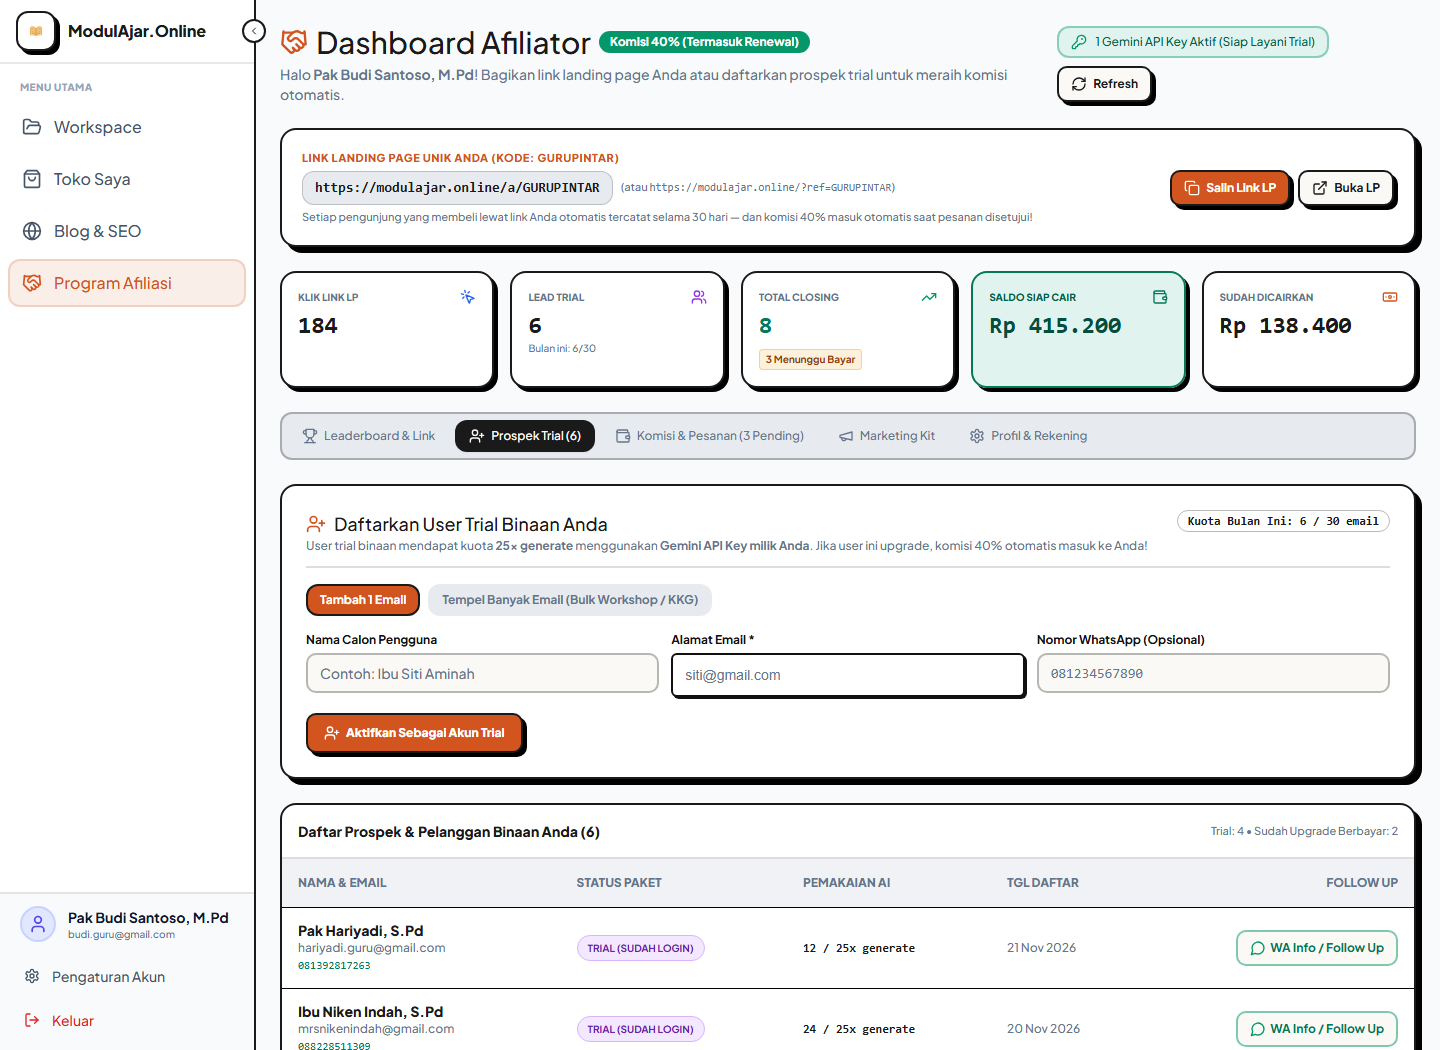 ModulAjar.Online
MENU UTAMA
Workspace
Toko Saya
Blog & SEO
Program Afiliasi
Pak Budi Santoso, M.Pd
budi.guru@gmail.com
Pengaturan Akun
Keluar
Dashboard Afiliator
Komisi 40% (Termasuk Renewal)
Halo Pak Budi Santoso, M.Pd! Bagikan link landing page Anda atau daftarkan prospek trial untuk meraih komisi
otomatis.
1 Gemini API Key Aktif (Siap Layani Trial)
Refresh
LINK LANDING PAGE UNIK ANDA (KODE: GURUPINTAR)
https://modulajar.online/a/GURUPINTAR (atau https://modulajar.online/?ref=GURUPINTAR)
Setiap pengunjung yang membeli lewat link Anda otomatis tercatat selama 30 hari — dan komisi 40% masuk otomatis saat pesanan disetujui!
Salin Link LP
Buka LP
KLIK LINK LP
184
LEAD TRIAL
6
Bulan ini: 6/30
TOTAL CLOSING
8
3 Menunggu Bayar
SALDO SIAP CAIR
Rp 415.200
SUDAH DICAIRKAN
Rp 138.400
Leaderboard & Link
Prospek Trial (6)
Komisi & Pesanan (3 Pending)
Marketing Kit
Profil & Rekening
Daftarkan User Trial Binaan Anda
Kuota Bulan Ini: 6 / 30 email
User trial binaan mendapat kuota 25x generate menggunakan Gemini API Key milik Anda. Jika user ini upgrade, komisi 40% otomatis masuk ke Anda!
Tambah 1 Email
Tempel Banyak Email (Bulk Workshop / KKG)
Nama Calon Pengguna
Contoh: Ibu Siti Aminah
Alamat Email *
siti@gmail.com
Nomor WhatsApp (Opsional)
081234567890
Aktifkan Sebagai Akun Trial
Daftar Prospek & Pelanggan Binaan Anda (6)
Trial: 4 • Sudah Upgrade Berbayar: 2
NAMA & EMAIL STATUS PAKET PEMAKAIAN AI TGL DAFTAR FOLLOW UP
Pak Hariyadi, S.Pd
hariyadi.guru@gmail.com
081392817263
TRIAL (SUDAH LOGIN)
12 / 25x generate
21 Nov 2026
WA Info / Follow Up
Ibu Niken Indah, S.Pd
mrsnikenindah@gmail.com
088228511309
TRIAL (SUDAH LOGIN)
24 / 25x generate
20 Nov 2026
WA Info / Follow Up